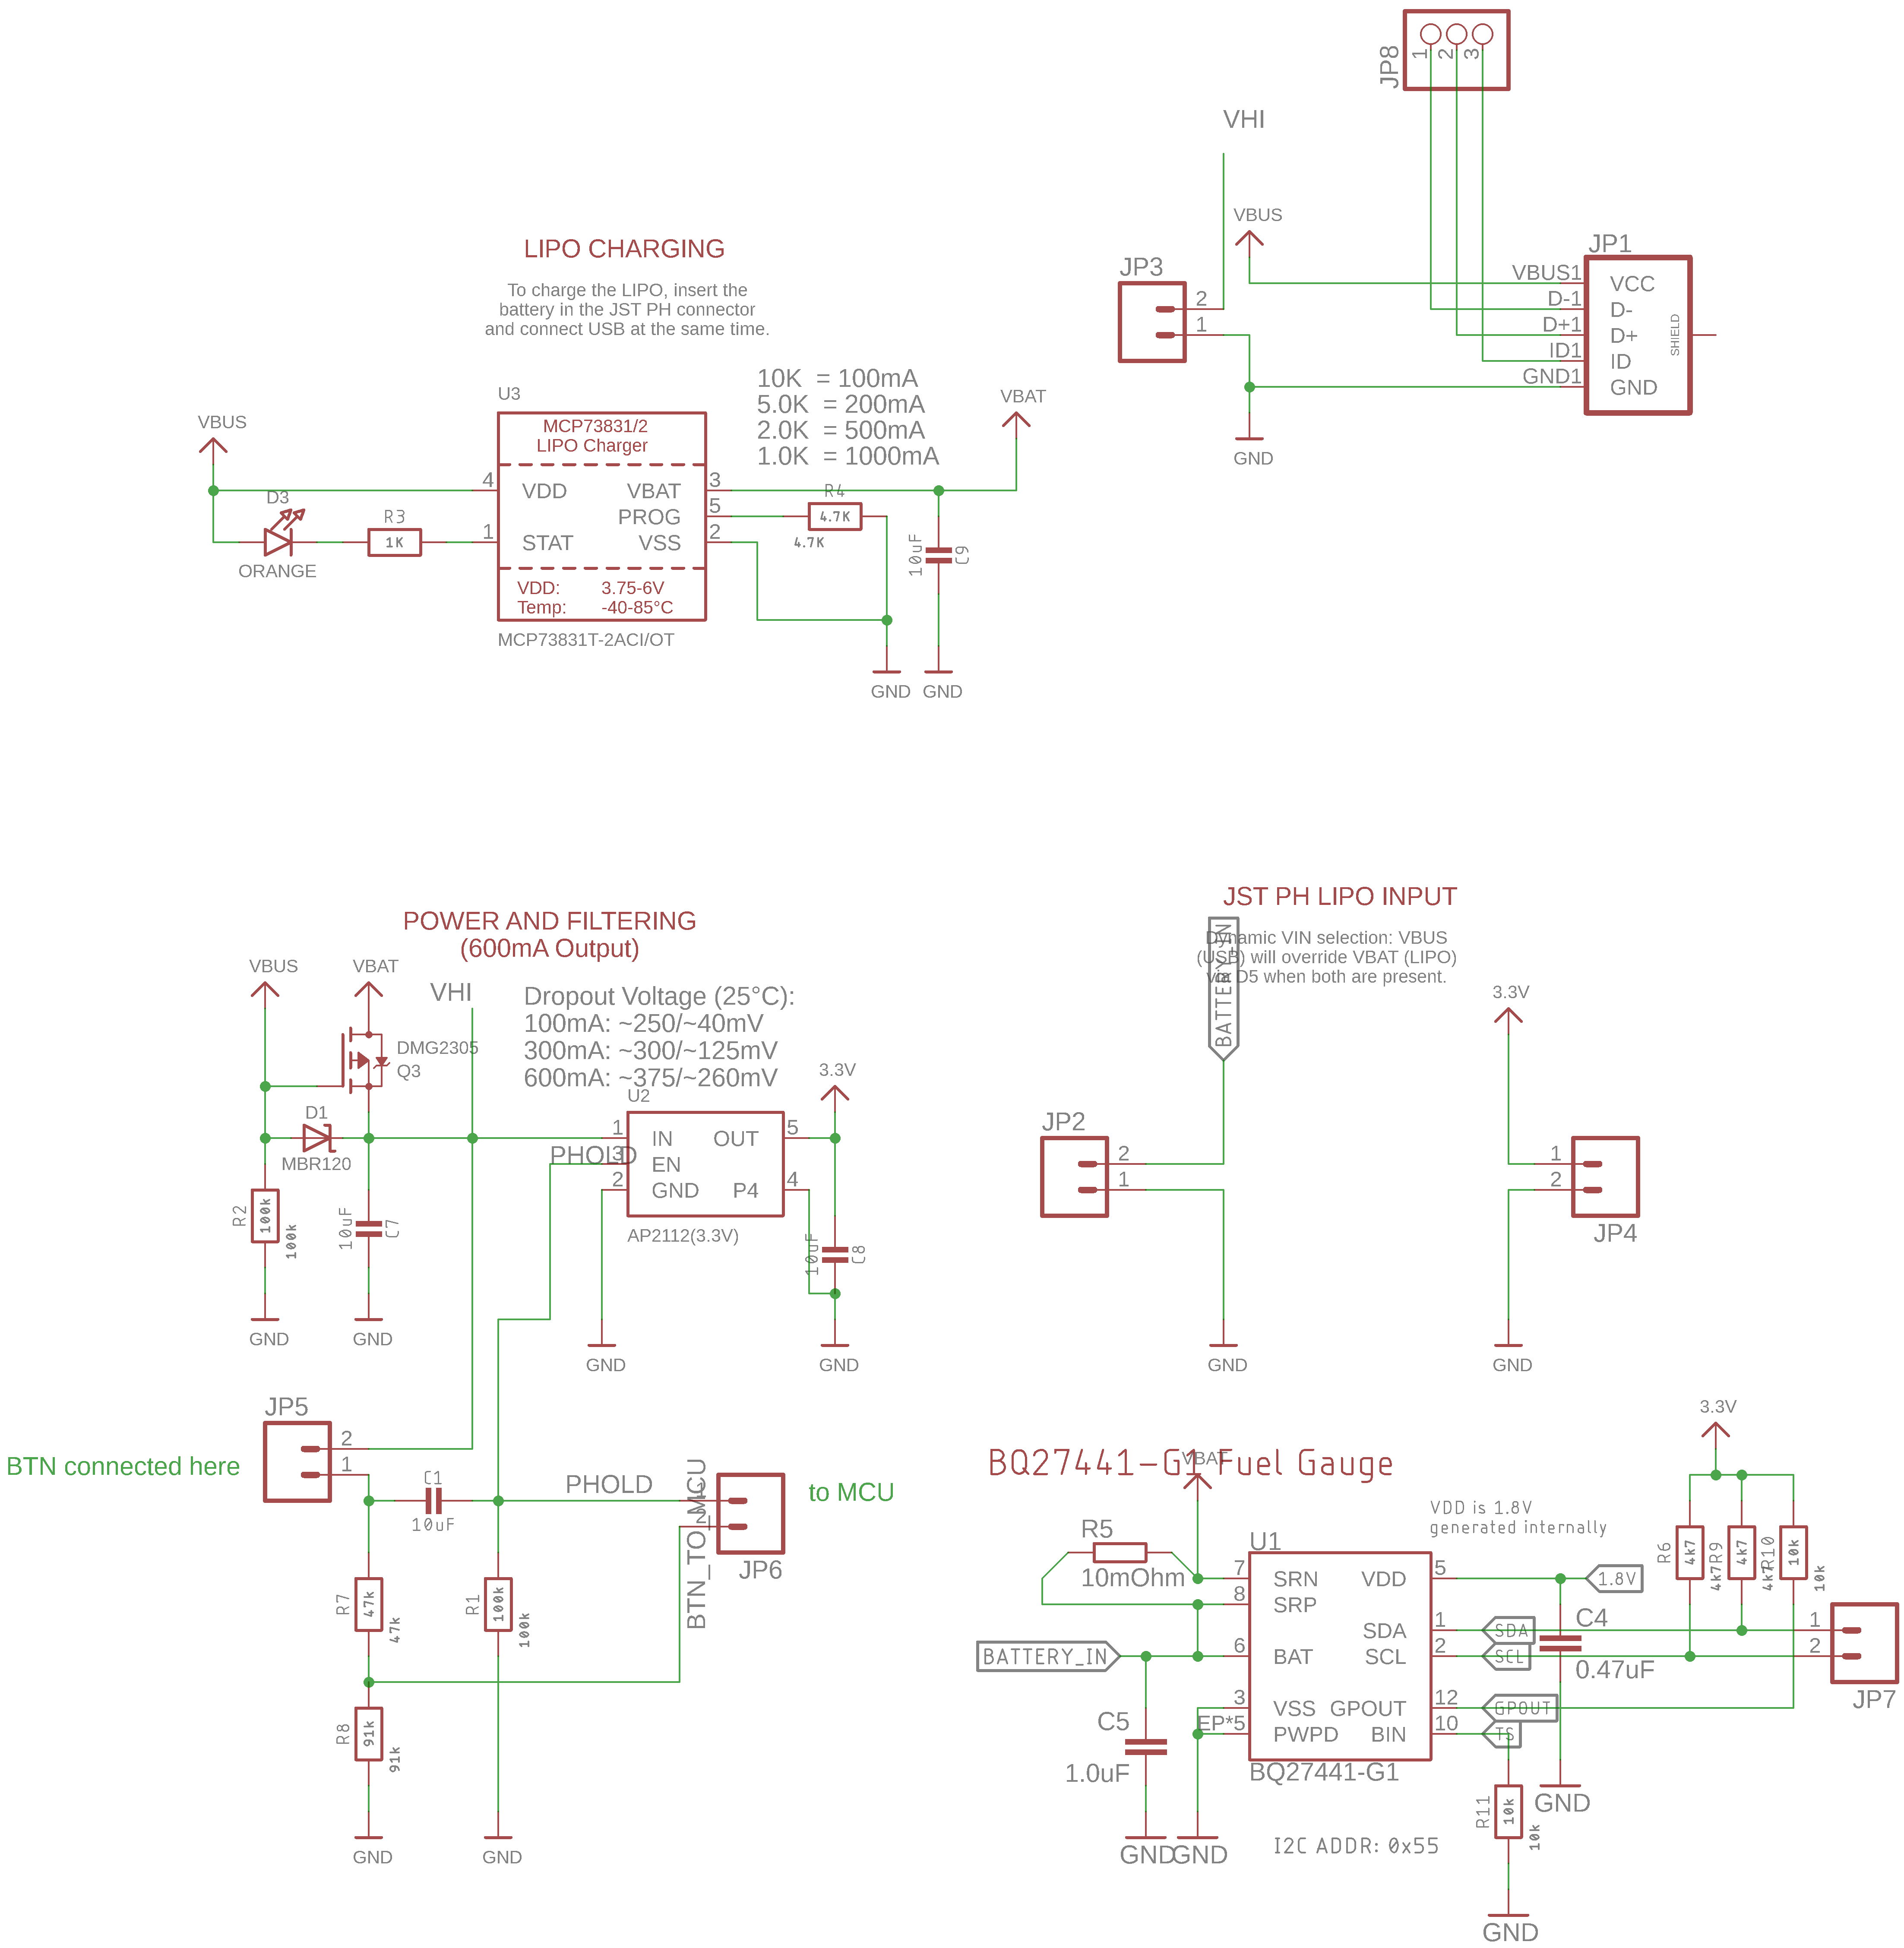 JP8
1
2
3
VHI
VBUS
JP3
2
1
GND
JP1
VBUS1
D-1
D+1
ID1
GND1
VCC
D-
D+
ID
GND
SHIELD
LIPO CHARGING
To charge the LIPO, insert the
battery in the JST PH connector
and connect USB at the same time.
10K = 100mA
5.0K = 200mA
2.0K = 500mA
1.0K = 1000mA
VBAT
VBUS
U3
MCP73831/2
LIPO Charger
4
1
VDD
STAT
VBAT
PROG
VSS
3
5
2
VDD: 3.75-6V
Temp: -40-85°C
MCP73831T-2ACI/OT
D3
ORANGE
R3
1K
R4
4.7K
4.7K
10uF
C9
GND
GND
POWER AND FILTERING
(600mA Output)
VBUS
VBAT
VHI
Dropout Voltage (25°C):
100mA: ~250/~40mV
300mA: ~300/~125mV
600mA: ~375/~260mV
DMG2305
Q3
D1
MBR120
R2
100k
100k
10uF
C7
GND
GND
U2
1
3
2
PHOLD
IN
EN
GND
OUT
P4
5
4
AP2112(3.3V)
3.3V
10uF
C8
GND
GND
JST PH LIPO INPUT
Dynamic VIN selection: VBUS
(USB) will override VBAT (LIPO)
via D5 when both are present.
BATTERY_IN
JP2
2
1
GND
3.3V
1
2
JP4
GND
JP5
2
1
BTN connected here
C1
10uF
PHOLD
BTN_TO_MCU
1
2
JP6
to MCU
R7
47k
47k
R1
100k
100k
R8
91k
91k
GND
GND
BQ27441-G1 Fuel Gauge
VBAT
VDD is 1.8V
generated internally
R5
10mOhm
U1
7
8
6
3
EP*5
SRN
SRP
BAT
VSS
PWPD
VDD
SDA
SCL
GPOUT
BIN
5
1
2
12
10
BQ27441-G1
BATTERY_IN
C5
1.0uF
GND
GND
1.8V
SDA
SCL
GPOUT
TS
C4
0.47uF
GND
3.3V
R6
4k7
4k7
R9
4k7
4k7
R10
10k
10k
1
2
JP7
R11
10k
10k
GND
I2C ADDR: 0x55